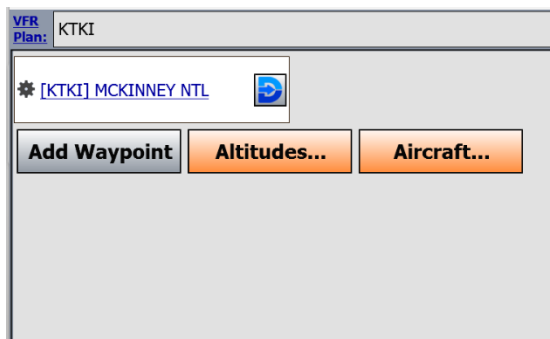 VFR
Plan: KTKI
[KTKI] MCKINNEY NTL
Add Waypoint Altitudes... Aircraft...